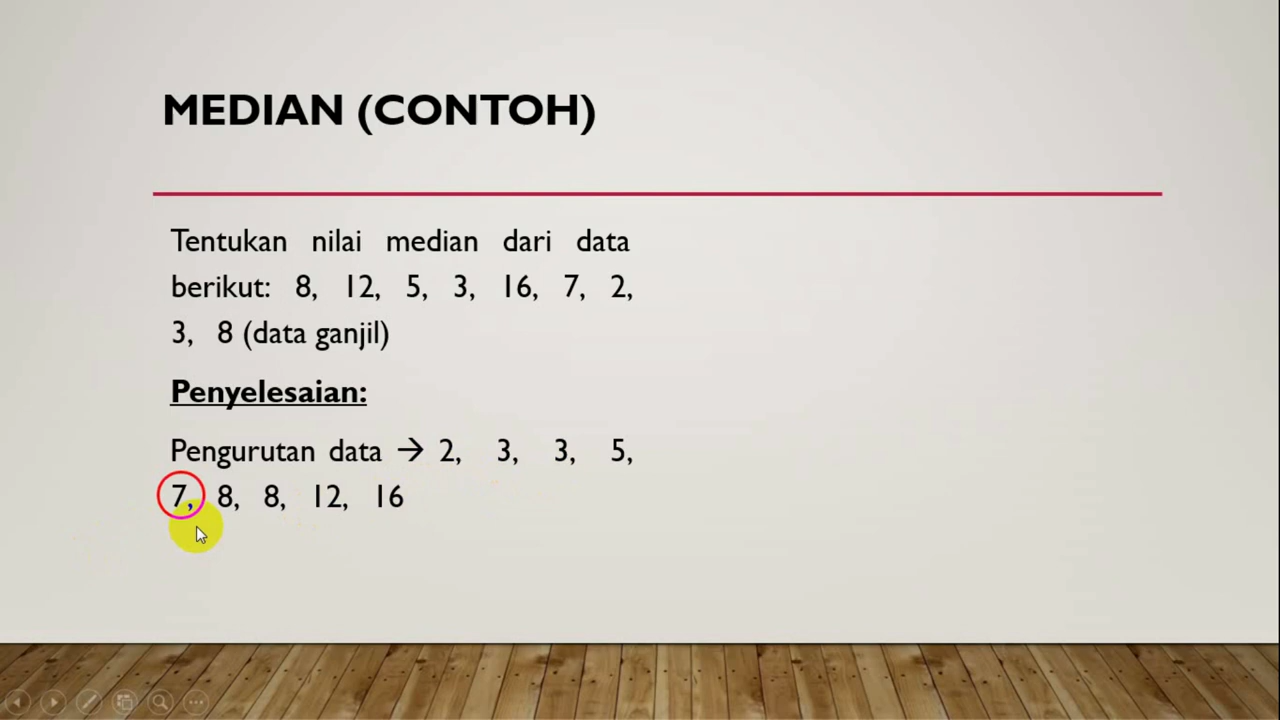 MEDIAN (CONTOH)
Tentukan nilai median dari data
berikut: 8, 12, 5, 3, 16, 7, 2,
3, 8 (data ganjil)
Penyelesaian:
Pengurutan data → 2, 3, 3, 5,
7, 8, 8, 12, 16